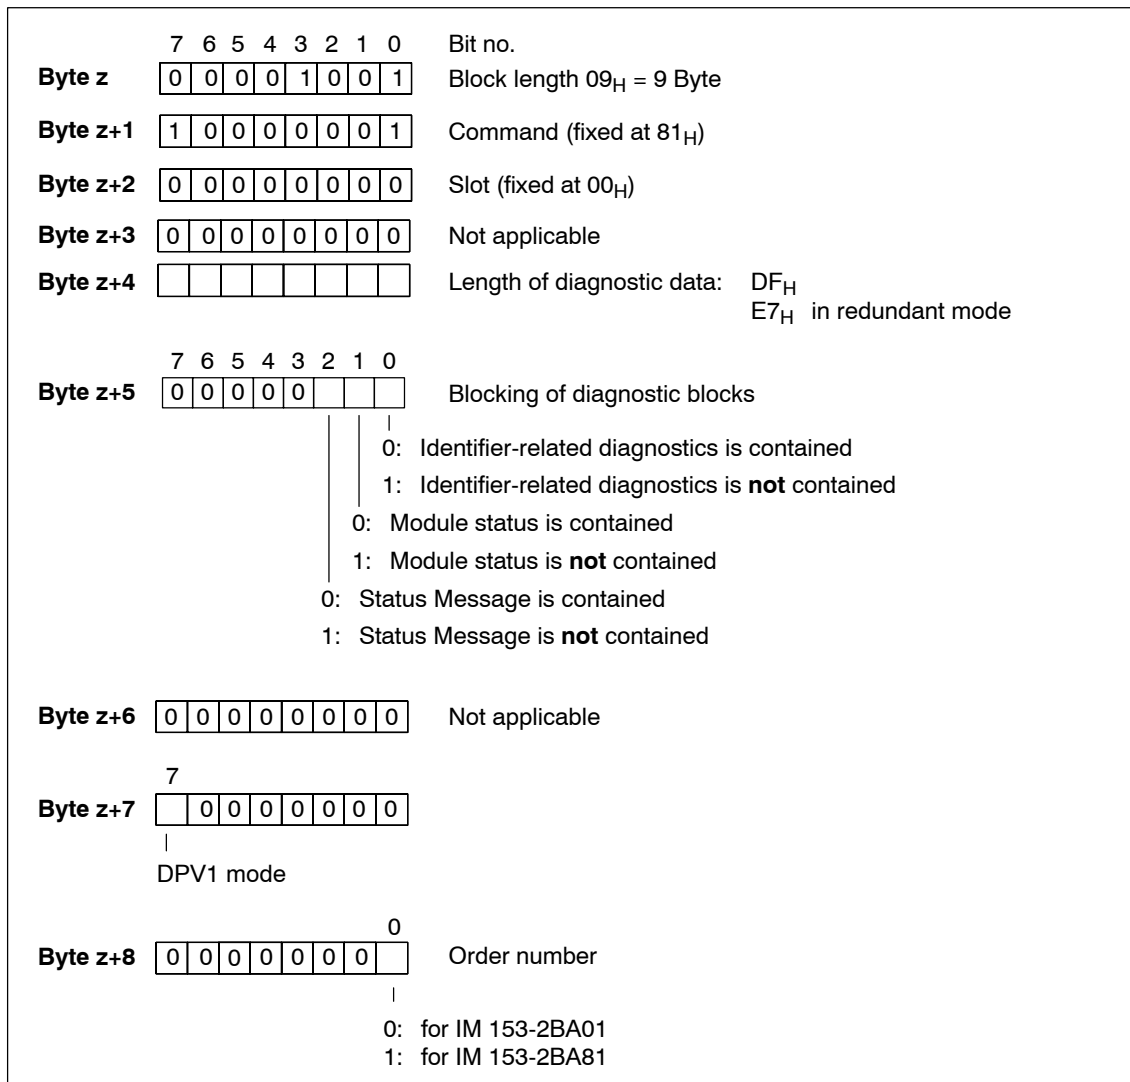 7 6 5 4 3 2 1 0 Bit no.
Byte z 0 0 0 0 1 0 0 1 Block length 09H = 9 Byte
Byte z+1 1 0 0 0 0 0 0 1 Command (fixed at 81H)
Byte z+2 0 0 0 0 0 0 0 0 Slot (fixed at 00H)
Byte z+3 0 0 0 0 0 0 0 0 Not applicable
Byte z+4 Length of diagnostic data: DFH
E7H in redundant mode
7 6 5 4 3 2 1 0
Byte z+5 0 0 0 0 0 Blocking of diagnostic blocks
0: Identifier-related diagnostics is contained
1: Identifier-related diagnostics is not contained
0: Module status is contained
1: Module status is not contained
0: Status Message is contained
1: Status Message is not contained
Byte z+6 0 0 0 0 0 0 0 0 Not applicable
7
Byte z+7 0 0 0 0 0 0 0
DPV1 mode
0
Byte z+8 0 0 0 0 0 0 0 Order number
0: for IM 153-2BA01
1: for IM 153-2BA81